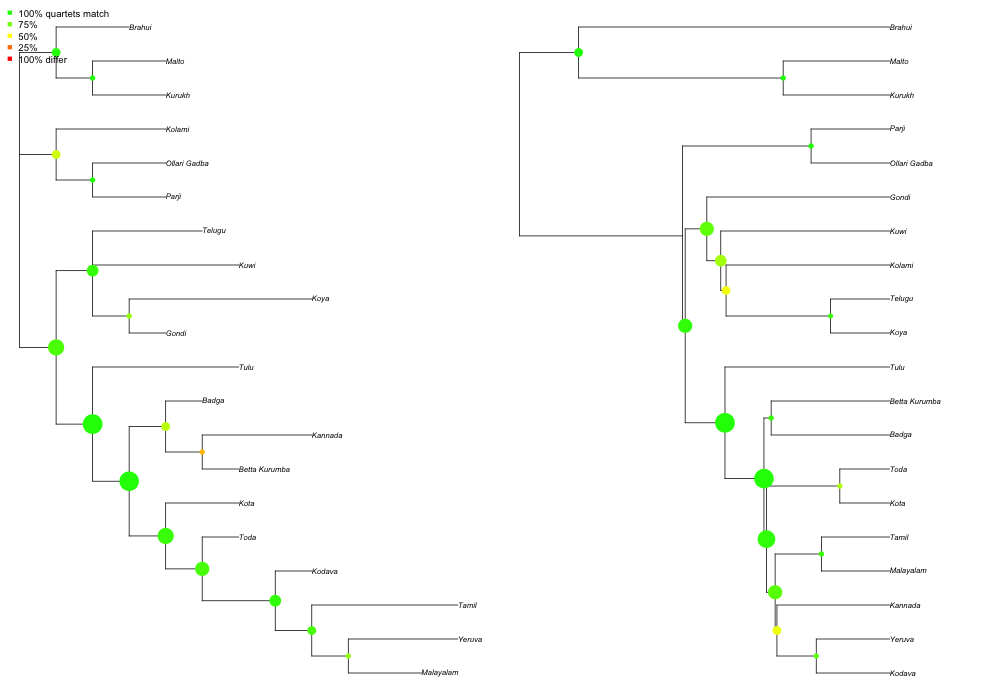 100% quartets match
75%
50%
25%
100% differ
Brahui
Malto
Kurukh
Kolami
Ollari Gadba
Parji
Telugu
Kuwi
Koya
Gondi
Tulu
Badga
Kannada
Betta Kurumba
Kota
Toda
Kodava
Tamil
Yeruva
Malayalam
Brahui
Malto
Kurukh
Parji
Ollari Gadba
Gondi
Kuwi
Kolami
Telugu
Koya
Tulu
Betta Kurumba
Badga
Toda
Kota
Tamil
Malayalam
Kannada
Yeruva
Kodava